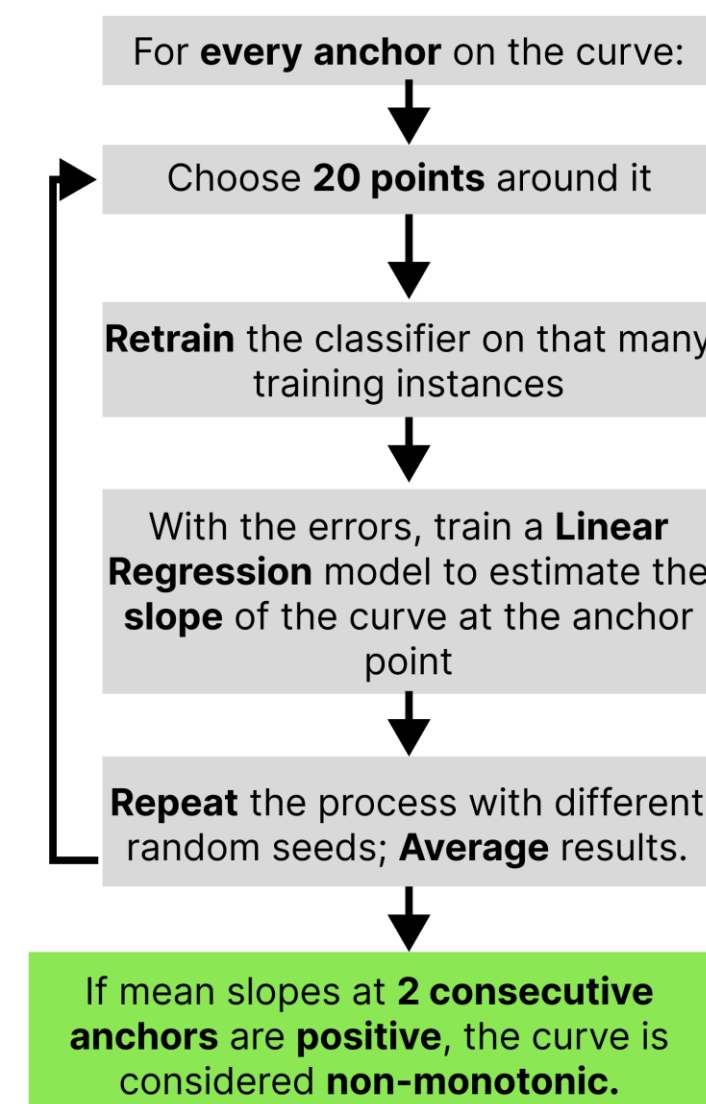 For every anchor on the curve:
Choose 20 points around it
Retrain the classifier on that many
training instances
With the errors, train a Linear
Regression model to estimate the
slope of the curve at the anchor
point
Repeat the process with different
random seeds; Average results.
If mean slopes at 2 consecutive
anchors are positive, the curve is
considered non-monotonic.